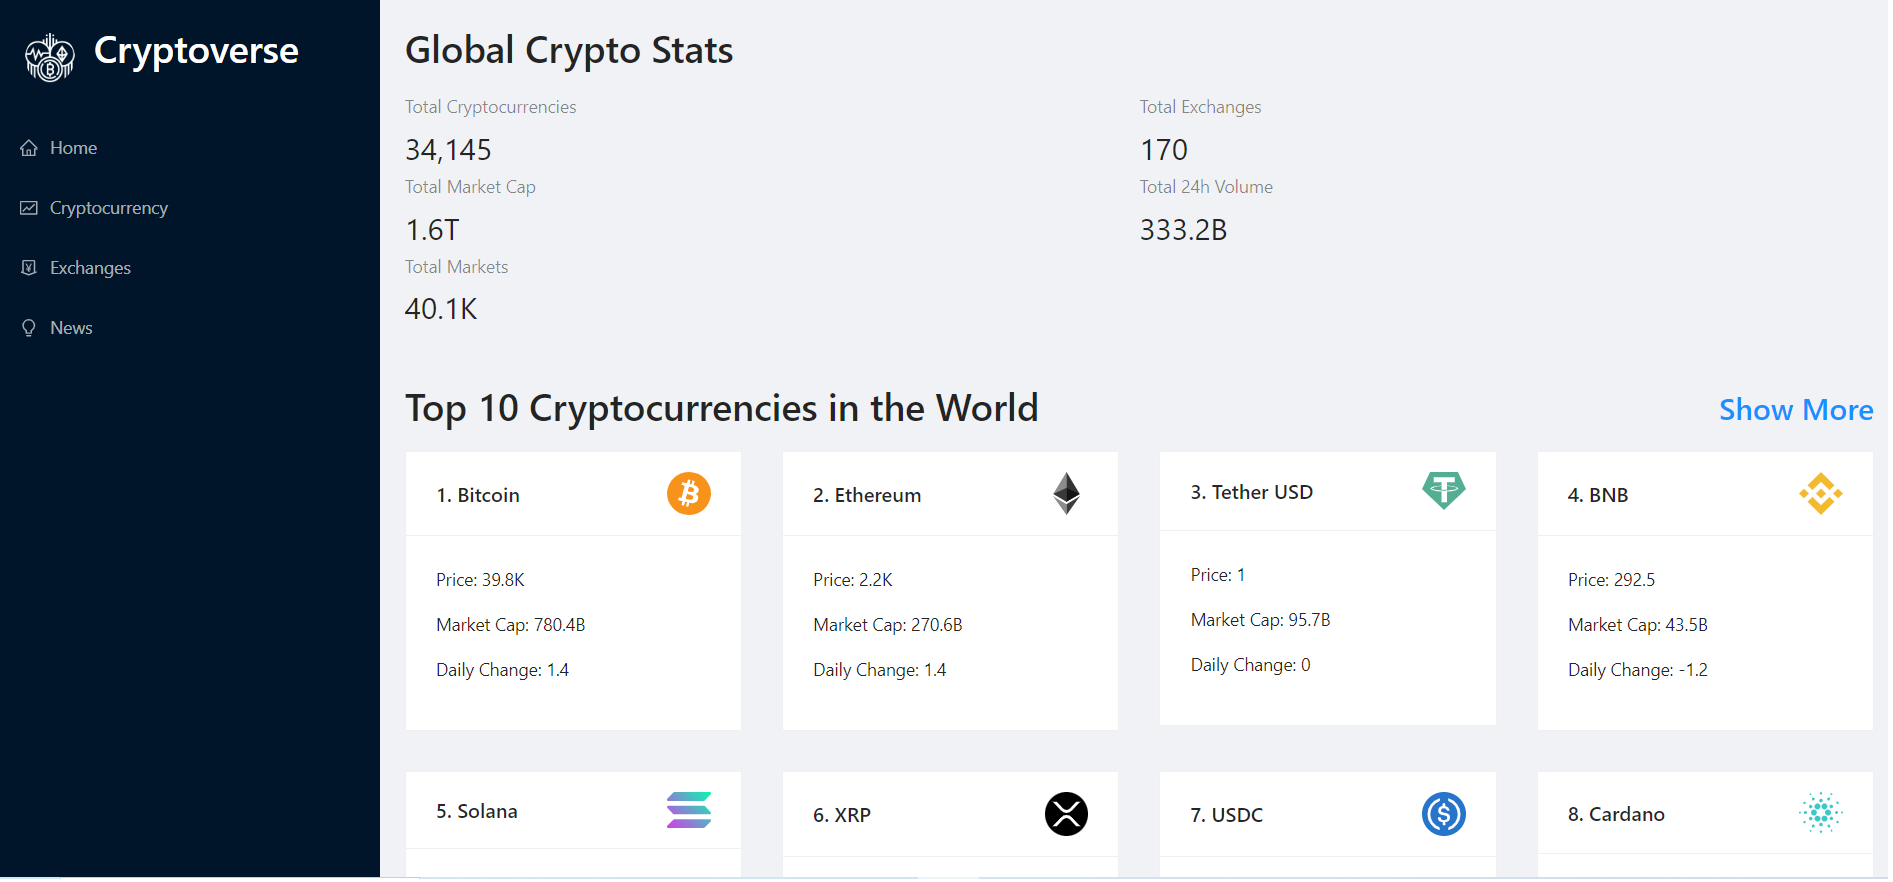 Cryptoverse
Home
Cryptocurrency
Exchanges
News
Global Crypto Stats
Total Cryptocurrencies
34,145
Total Exchanges
170
Total Market Cap
1.6T
Total 24h Volume
333.2B
Total Markets
40.1K
Top 10 Cryptocurrencies in the World
Show More
1. Bitcoin
Price: 39.8K
Market Cap: 780.4B
Daily Change: 1.4
2. Ethereum
Price: 2.2K
Market Cap: 270.6B
Daily Change: 1.4
3. Tether USD
Price: 1
Market Cap: 95.7B
Daily Change: 0
4. BNB
Price: 292.5
Market Cap: 43.5B
Daily Change: -1.2
5. Solana
6. XRP
7. USDC
8. Cardano